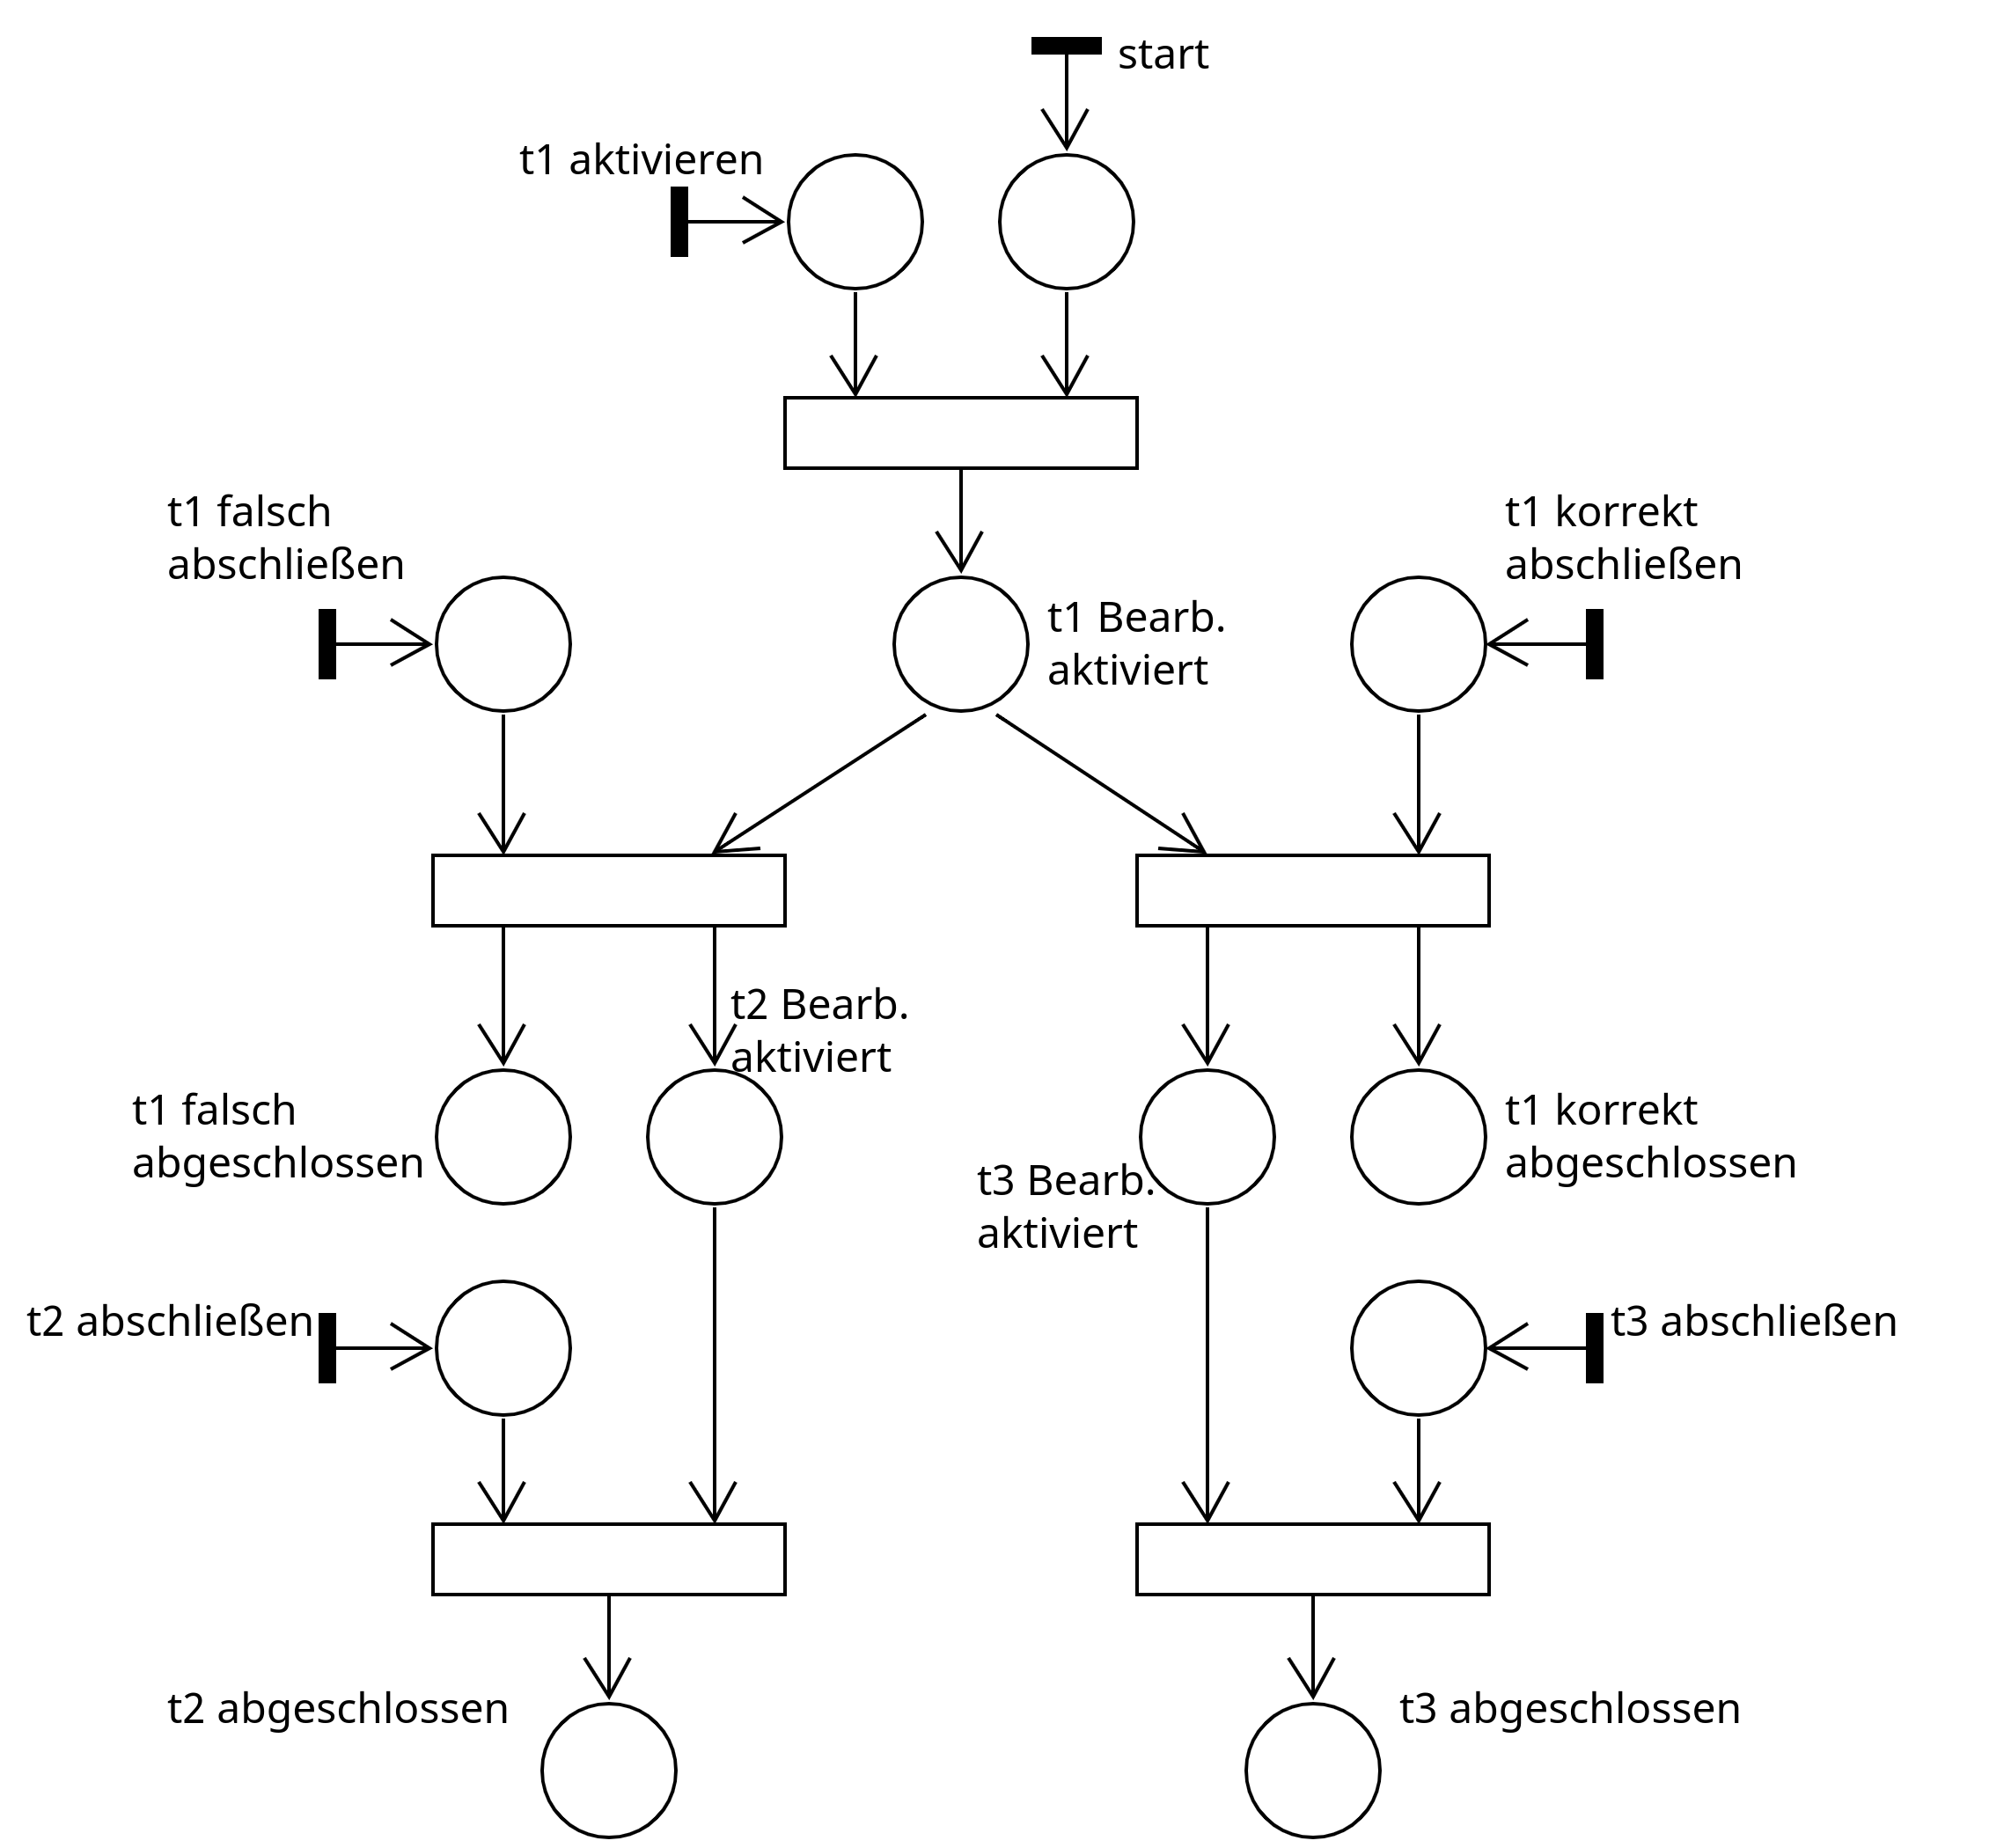 start
t1 aktivieren
t1 falsch
abschließen
t1 Bearb.
aktiviert
t1 korrekt
abschließen
t2 Bearb.
aktiviert
t1 falsch
abgeschlossen
t3 Bearb.
aktiviert
t1 korrekt
abgeschlossen
t2 abschließen
t3 abschließen
t2 abgeschlossen
t3 abgeschlossen